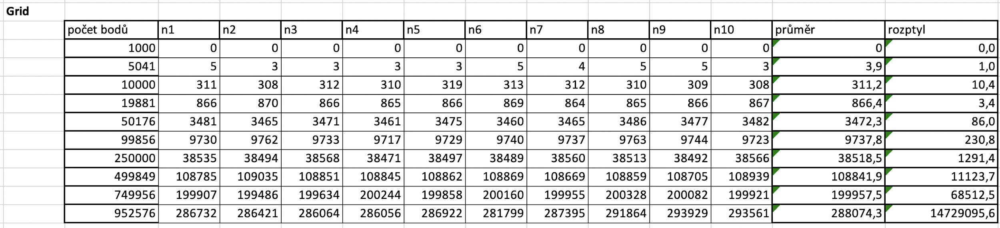 Grid
počet bodů n1 n2 n3 n4 n5 n6 n7 n8 n9 n10 průměr rozptyl
1000 0 0 0 0 0 0 0 0 0 0 0 0,0
5041 5 3 3 3 3 5 4 5 5 3 3,9 1,0
10000 311 308 312 310 319 313 312 310 309 308 311,2 10,4
19881 866 870 866 865 866 869 864 865 866 867 866,4 3,4
50176 3481 3465 3471 3461 3475 3460 3465 3486 3477 3482 3472,3 86,0
99856 9730 9762 9733 9717 9729 9740 9737 9763 9744 9723 9737,8 230,8
250000 38535 38494 38568 38471 38497 38489 38560 38513 38492 38566 38518,5 1291,4
499849 108785 109035 108851 108845 108862 108869 108669 108859 108705 108939 108841,9 11123,7
749956 199907 199486 199634 200244 199858 200160 199955 200328 200082 199921 199957,5 68512,5
952576 286732 286421 286064 286056 286922 281799 287395 291864 293929 293561 288074,3 14729095,6